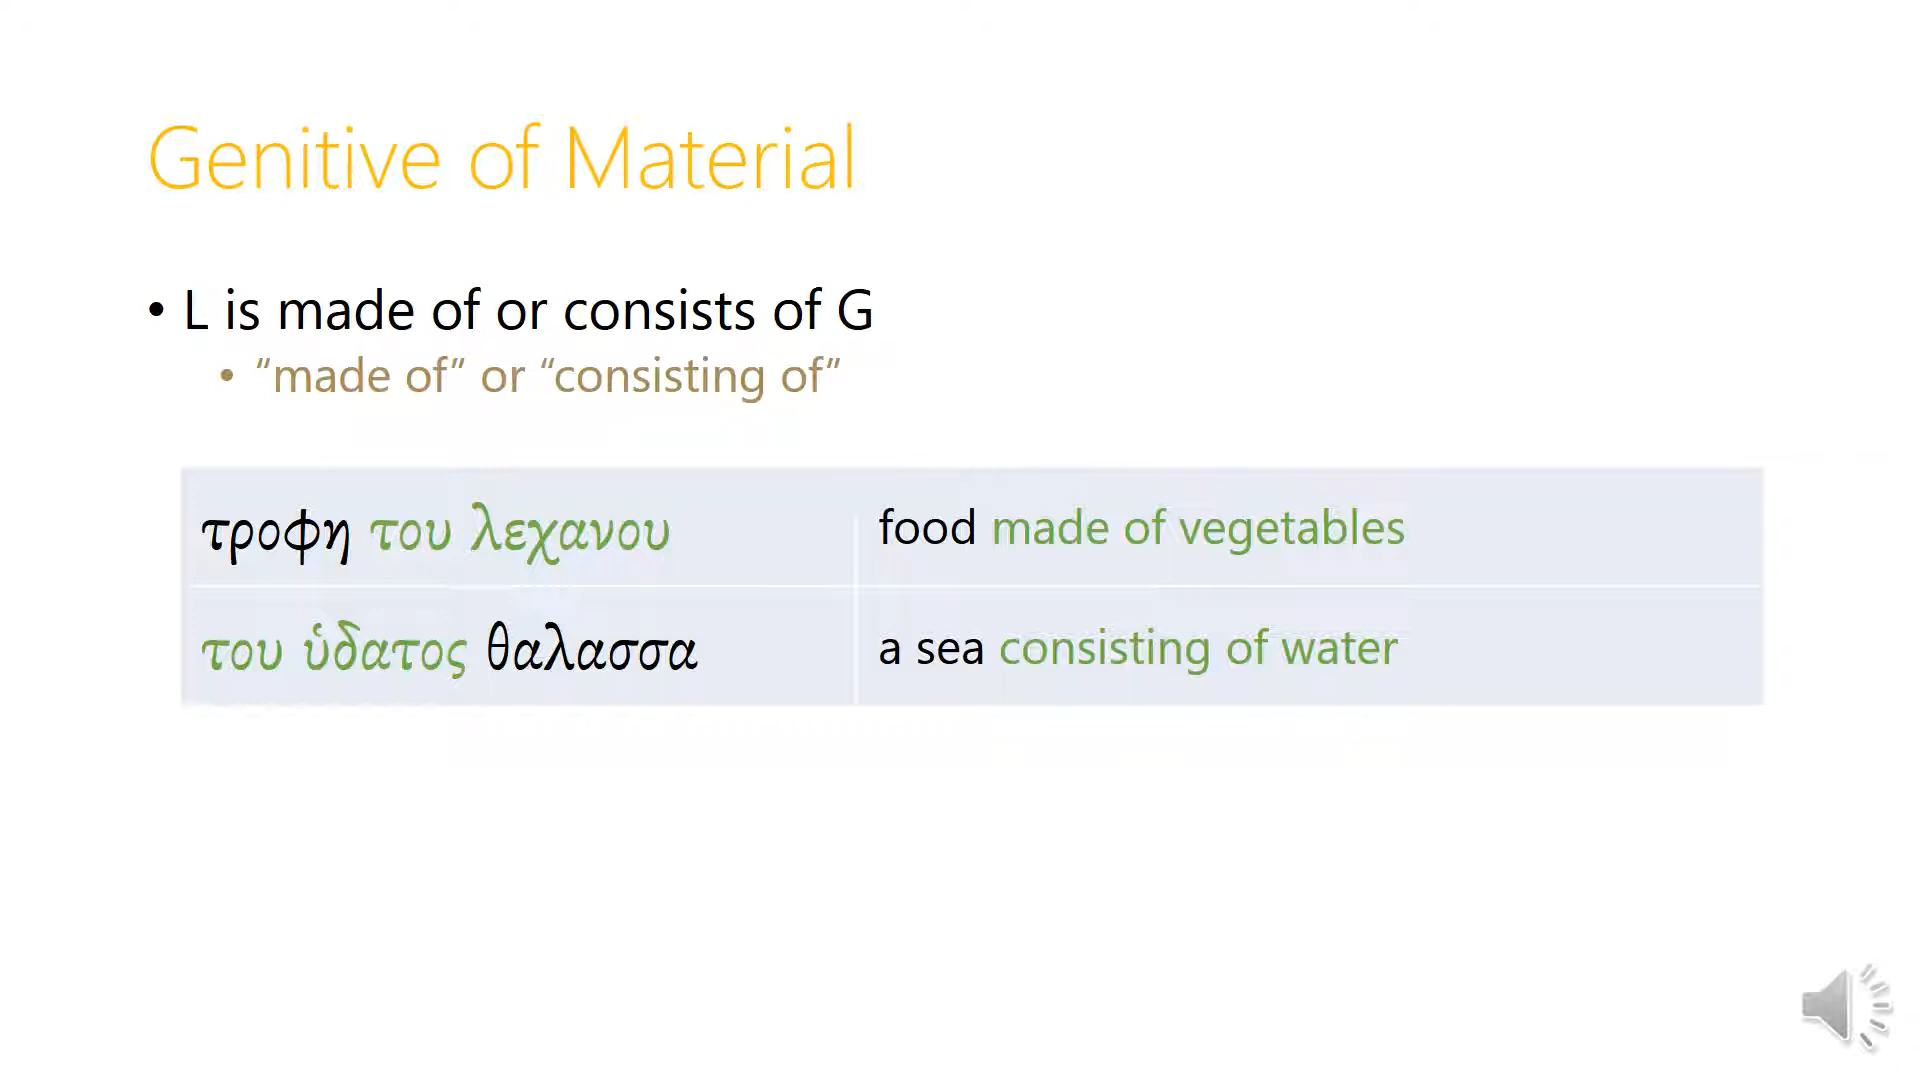 Genitive of Material
• L is made of or consists of G
• “made of” or “consisting of”
τροφη του λεχανου food made of vegetables
του ὑδατος θαλασσα a sea consisting of water